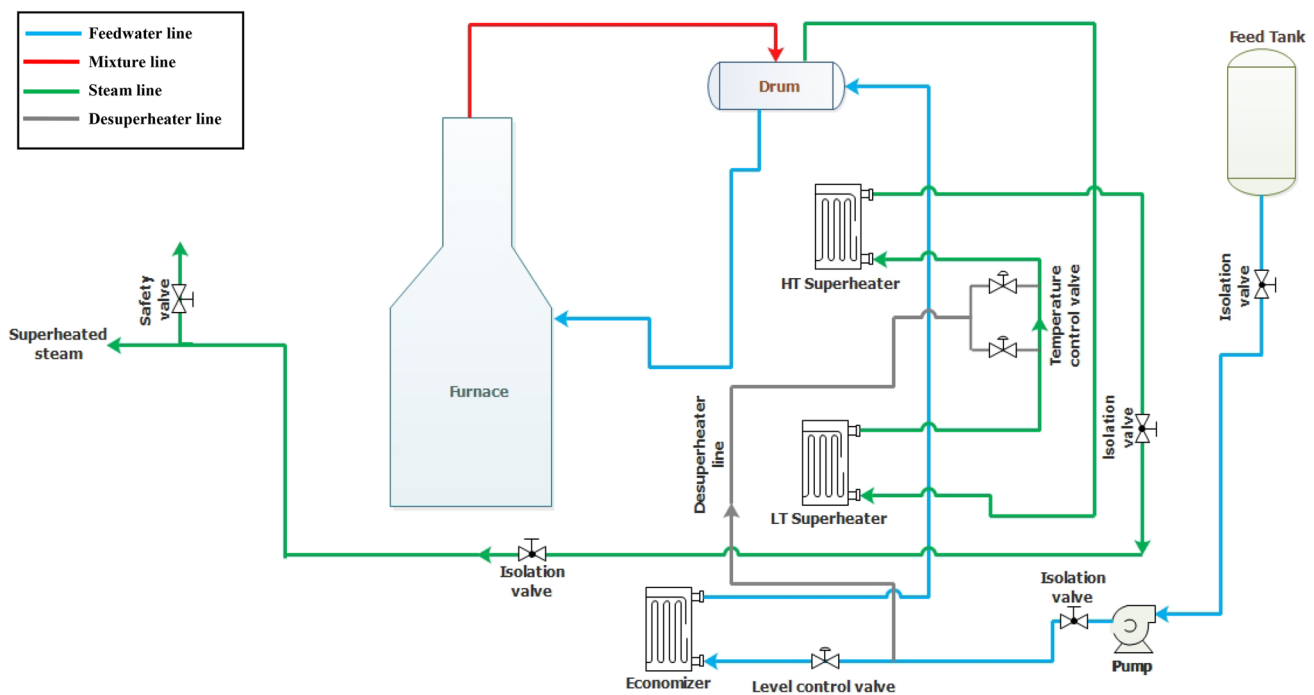 Feedwater line
Mixture line
Steam line
Desuperheater line
Feed Tank
Drum
Isolation
valve
HT Superheater
Temperature
control valve
Safety
valve
Superheated
steam
Furnace
Desuperheater
line
Isolation
valve
LT Superheater
Isolation
valve
Isolation
valve
Economizer
Level control valve
Pump